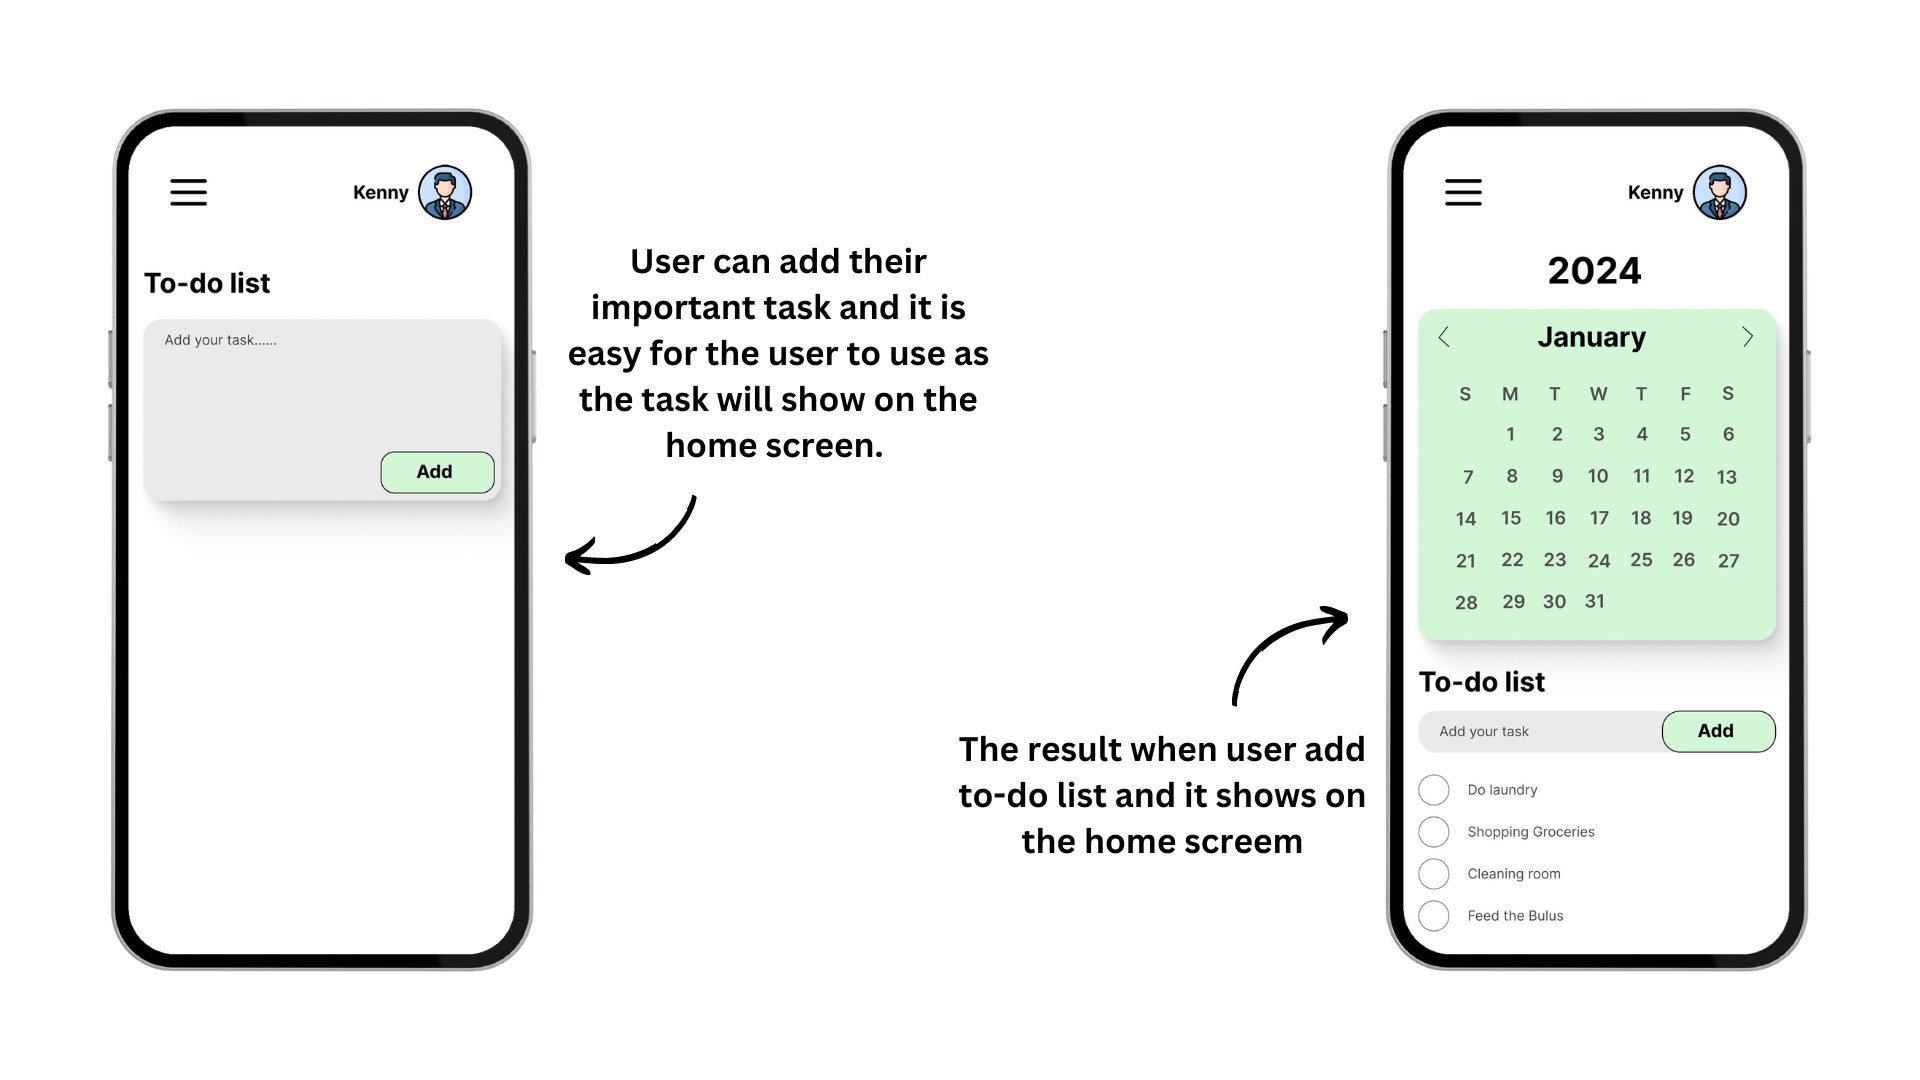 Kenny
To-do list
Add your task......
Add
User can add their
important task and it is
easy for the user to use as
the task will show on the
home screen.
The result when user add
to-do list and it shows on
the home screem
Kenny
2024
January
S M T W T F S
1 2 3 4 5 6
7 8 9 10 11 12 13
14 15 16 17 18 19 20
21 22 23 24 25 26 27
28 29 30 31
To-do list
Add your task
Add
Do laundry
Shopping Groceries
Cleaning room
Feed the Bulus